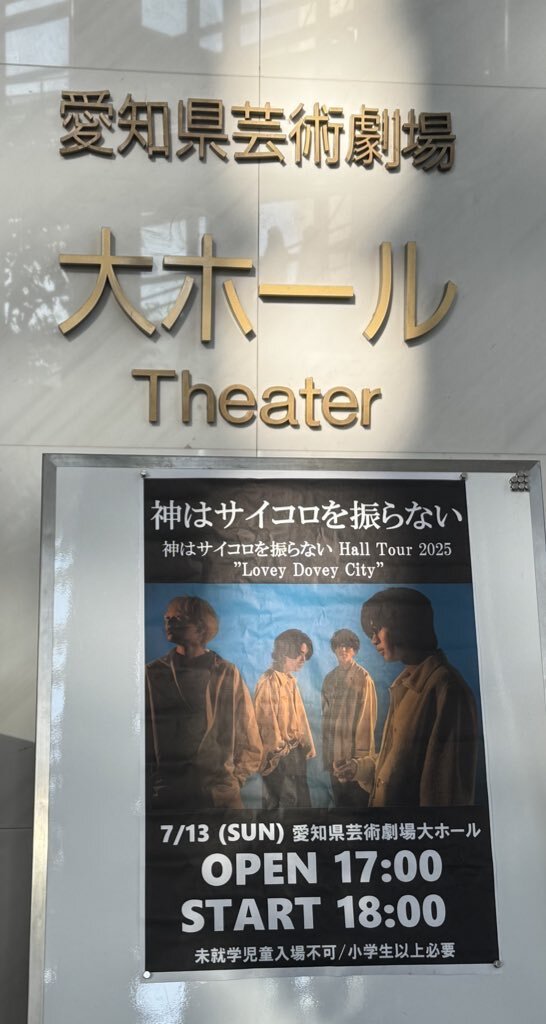 愛知県芸術劇場
大ホール
Theater
神はサイコロを振らない
神はサイコロを振らない Hall Tour 2025
"Lovey Dovey City"
7/13 (SUN) 愛知県芸術劇場大ホール
OPEN 17:00
START 18:00
未就学児童入場不可/小学生以上必要